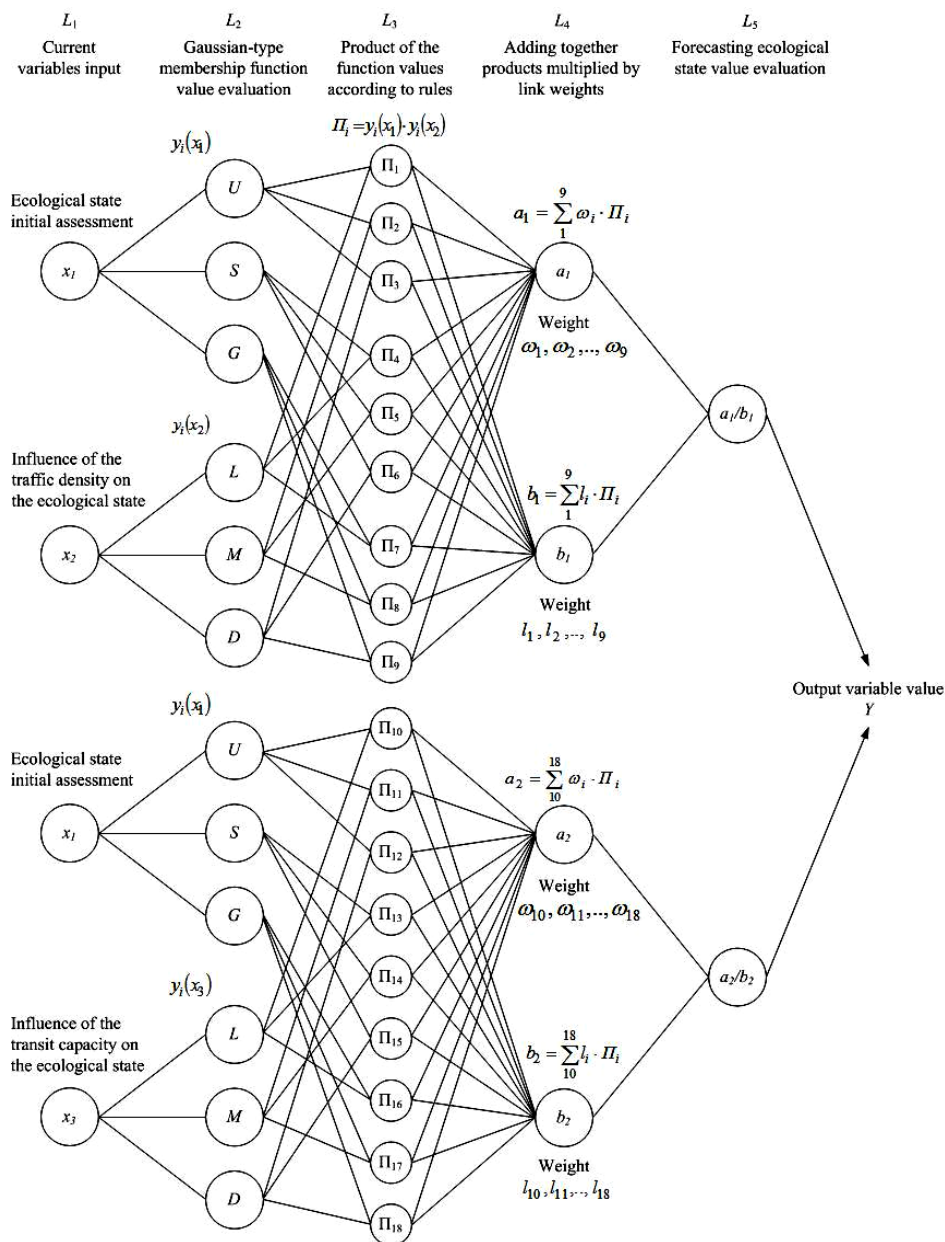 L₁
Current
variables input
L₂
Gaussian-type
membership function
value evaluation
L₃
Product of the
function values
according to rules
L₄
Adding together
products multiplied by
link weights
L₅
Forecasting ecological
state value evaluation
Πᵢ=yᵢ(x₁)·yᵢ(x₂)
yᵢ(x₁)
Ecological state
initial assessment
x₁
U
S
G
yᵢ(x₂)
Influence of the
traffic density on
the ecological state
x₂
L
M
D
Π₁
Π₂
Π₃
Π₄
Π₅
Π₆
Π₇
Π₈
Π₉
a₁ = ∑₁⁹ ωᵢ · Πᵢ
a₁
Weight
ω₁, ω₂,.., ω₉
b₁ = ∑₁⁹ lᵢ · Πᵢ
b₁
Weight
l₁, l₂,.., l₉
a₁/b₁
Output variable value
Y
yᵢ(x₁)
Ecological state
initial assessment
x₁
U
S
G
yᵢ(x₃)
Influence of the
transit capacity on
the ecological state
x₃
L
M
D
Π₁₀
Π₁₁
Π₁₂
Π₁₃
Π₁₄
Π₁₅
Π₁₆
Π₁₇
Π₁₈
a₂ = ∑₁₀¹⁸ ωᵢ · Πᵢ
a₂
Weight
ω₁₀, ω₁₁,.., ω₁₈
b₂ = ∑₁₀¹⁸ lᵢ · Πᵢ
b₂
Weight
l₁₀, l₁₁,.., l₁₈
a₂/b₂